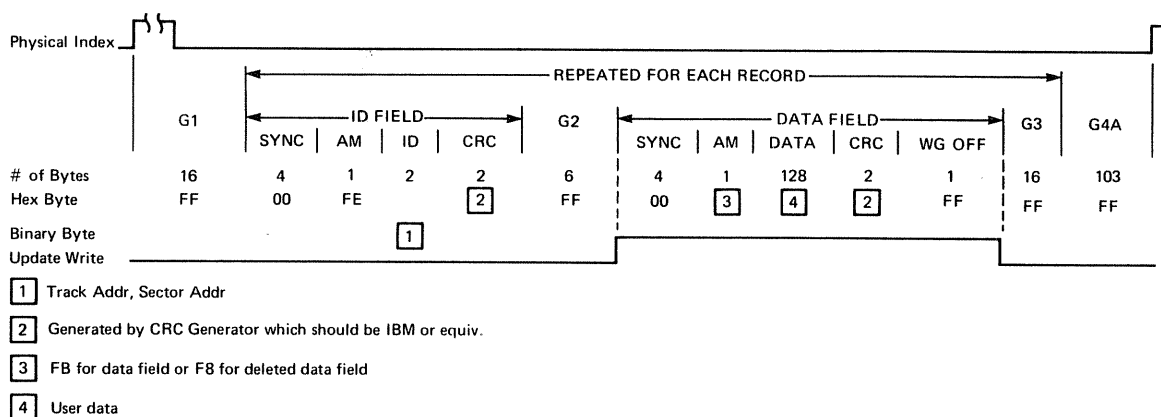 Physical Index
REPEATED FOR EACH RECORD
G1 ID FIELD G2 DATA FIELD G3 G4A
SYNC AM ID CRC SYNC AM DATA CRC WG OFF
# of Bytes 16 4 1 2 2 6 4 1 128 2 1 16 103
Hex Byte FF 00 FE 2 FF 00 3 4 2 FF FF FF
Binary Byte 1
Update Write
1 Track Addr, Sector Addr
2 Generated by CRC Generator which should be IBM or equiv.
3 FB for data field or F8 for deleted data field
4 User data